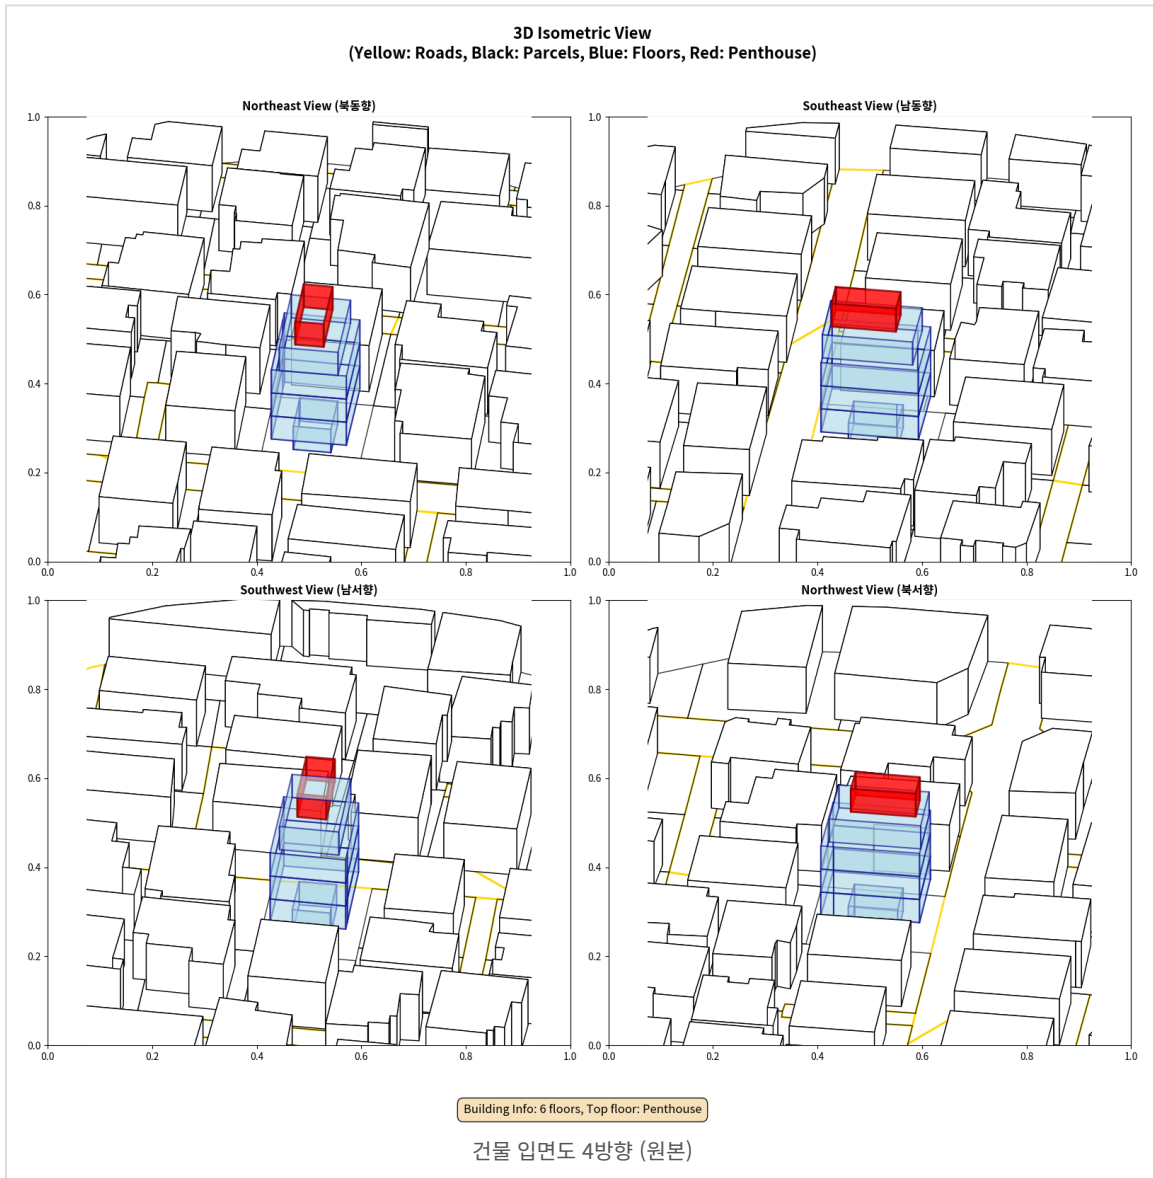 3D Isometric View
(Yellow: Roads, Black: Parcels, Blue: Floors, Red: Penthouse)
Northeast View (북동향)
1.0
0.8
0.6
0.4
0.2
0.0
0.0 0.2 0.4 0.6 0.8 1.0
Southeast View (남동향)
1.0
0.8
0.6
0.4
0.2
0.0
0.0 0.2 0.4 0.6 0.8 1.0
Southwest View (남서향)
1.0
0.8
0.6
0.4
0.2
0.0
0.0 0.2 0.4 0.6 0.8 1.0
Northwest View (북서향)
1.0
0.8
0.6
0.4
0.2
0.0
0.0 0.2 0.4 0.6 0.8 1.0
Building Info: 6 floors, Top floor: Penthouse
건물 입면도 4방향 (원본)